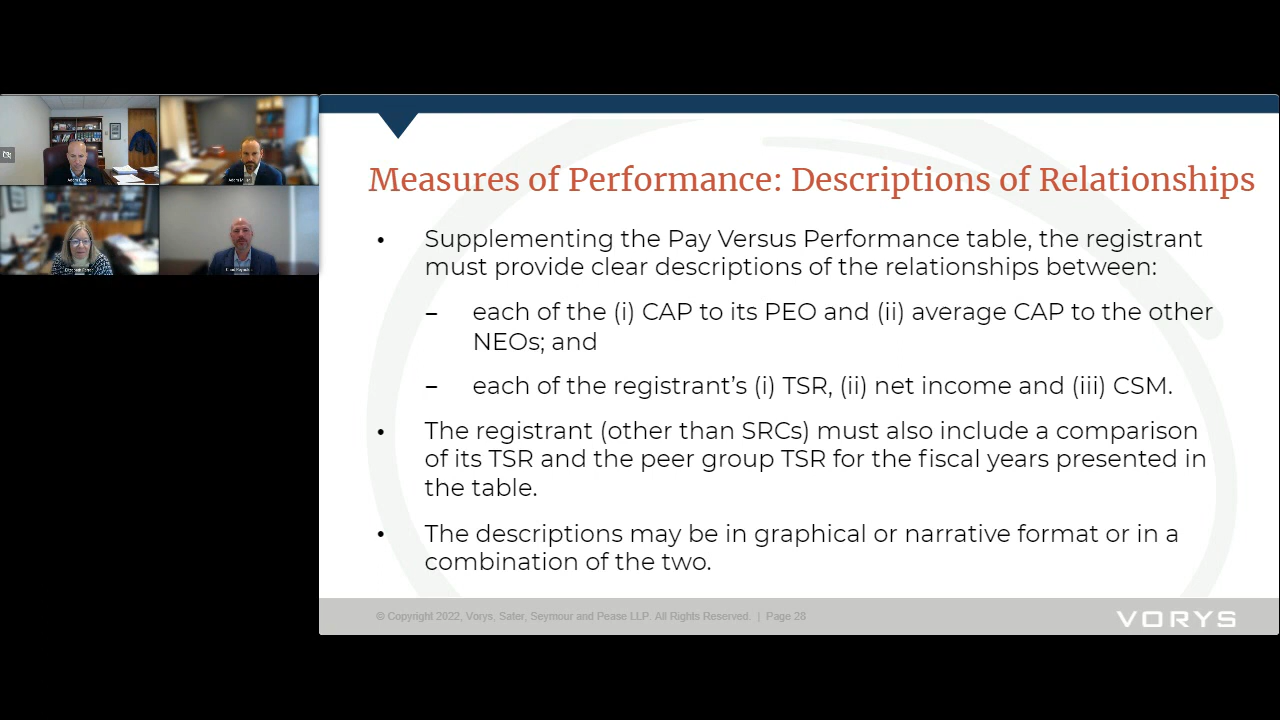 Measures of Performance: Descriptions of Relationships
• Supplementing the Pay Versus Performance table, the registrant
must provide clear descriptions of the relationships between:
– each of the (i) CAP to its PEO and (ii) average CAP to the other
NEOs; and
– each of the registrant’s (i) TSR, (ii) net income and (iii) CSM.
• The registrant (other than SRCs) must also include a comparison
of its TSR and the peer group TSR for the fiscal years presented in
the table.
• The descriptions may be in graphical or narrative format or in a
combination of the two.
© Copyright 2022, Vorys, Sater, Seymour and Pease LLP. All Rights Reserved. | Page 28
VORYS
Adam
Adam
Elizabeth